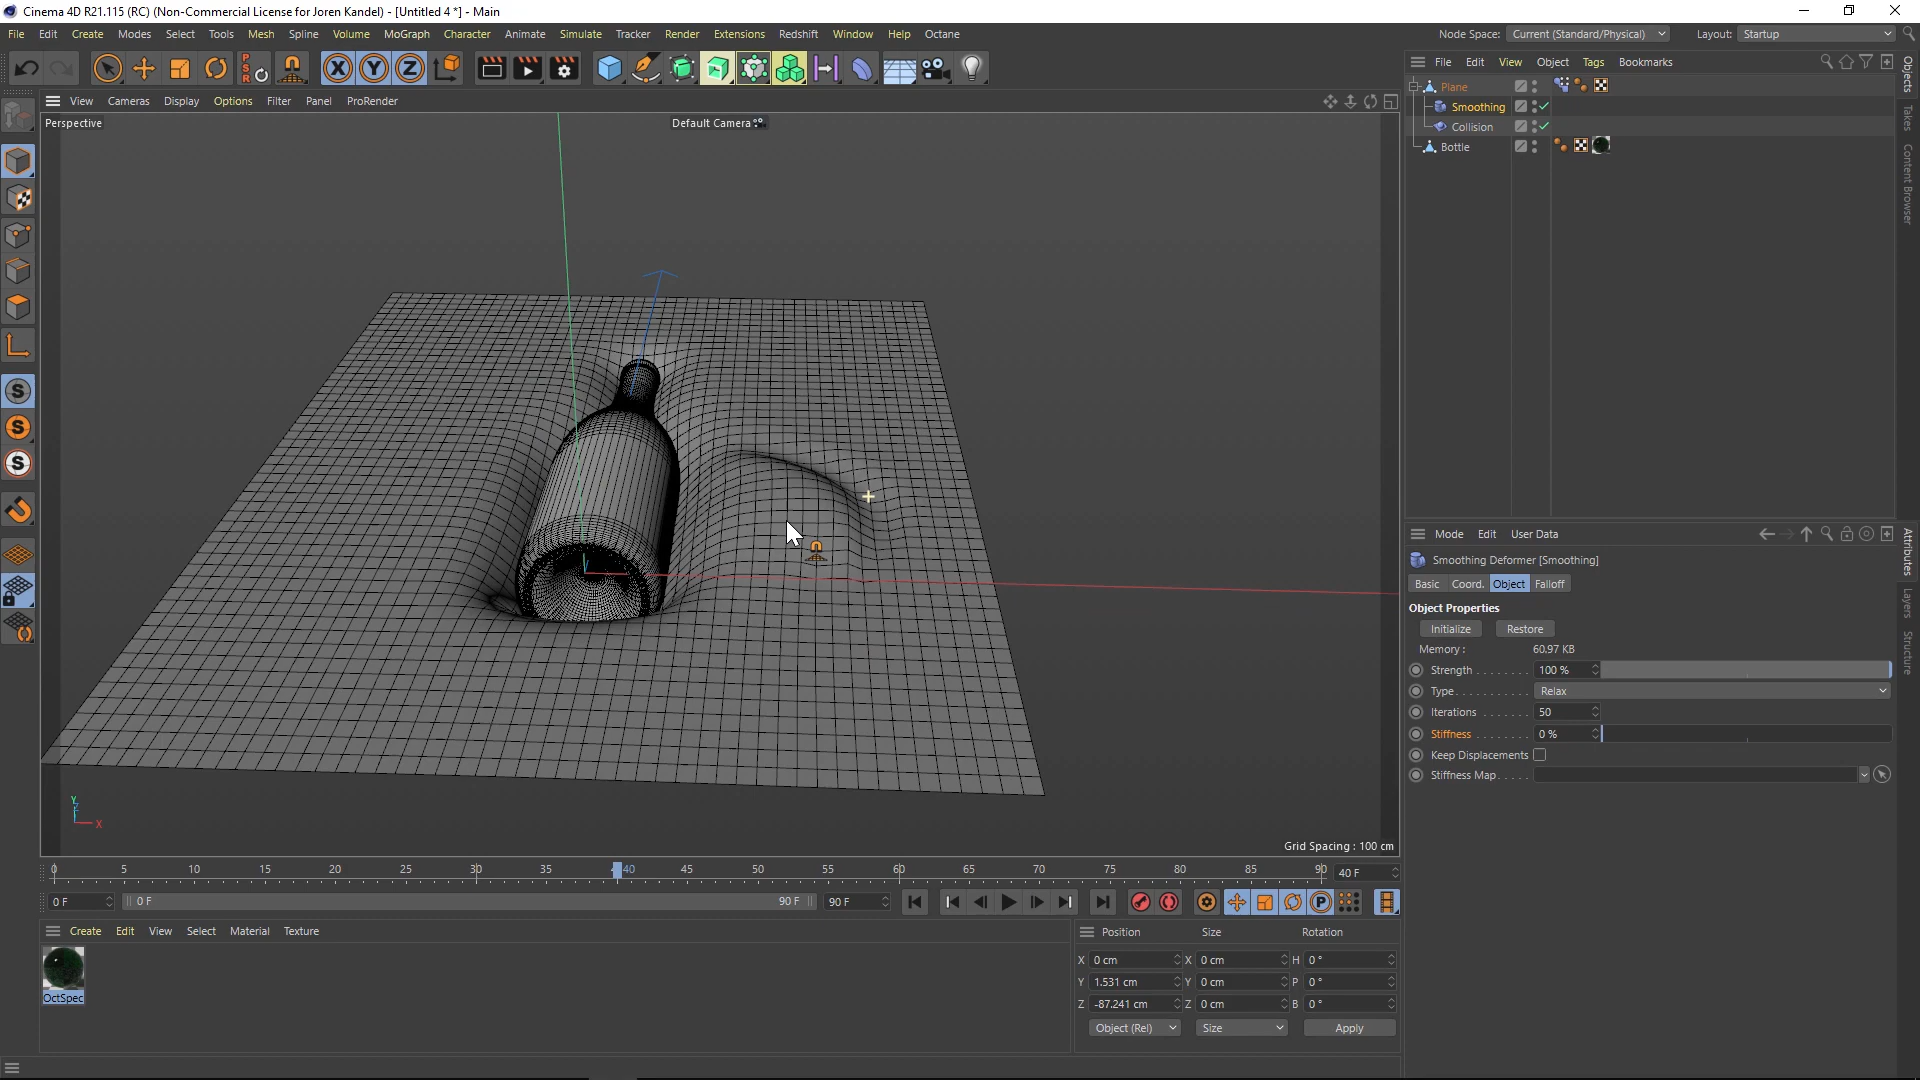 Cinema 4D R21.115 (RC) (Non-Commercial License for Joren Kandel) - [Untitled 4 *] - Main
File Edit Create Modes Select Tools Mesh Spline Volume MoGraph Character Animate Simulate Tracker Render Extensions Redshift Window Help Octane
Node Space: Current (Standard/Physical) Layout: Startup
P S R X Y Z
File Edit View Object Tags Bookmarks
View Cameras Display Options Filter Panel ProRender
Perspective
Default Camera
Plane
Smoothing
Collision
Bottle
Objects
Takes
Content Browser
S
S
S
Mode Edit User Data
Smoothing Deformer [Smoothing]
Basic Coord. Object Falloff
Object Properties
Initialize Restore
Memory : 60,97 KB
Strength . . . . . . . 100 %
Type. . . . . . . . . . Relax
Iterations . . . . . . 50
Stiffness . . . . . . . . 0 %
Keep Displacements
Stiffness Map. . . . .
Attributes
Layers
Structure
Y
Z
X
Grid Spacing : 100 cm
0 5 10 15 20 25 30 35 40 45 50 55 60 65 70 75 80 85 90 40 F
0 F 0 F 90 F 90 F P
Create Edit View Select Material Texture
OctSpec
Position Size Rotation
X 0 cm X 0 cm H 0 °
Y 1.531 cm Y 0 cm P 0 °
Z -87.241 cm Z 0 cm B 0 °
Object (Rel) Size Apply